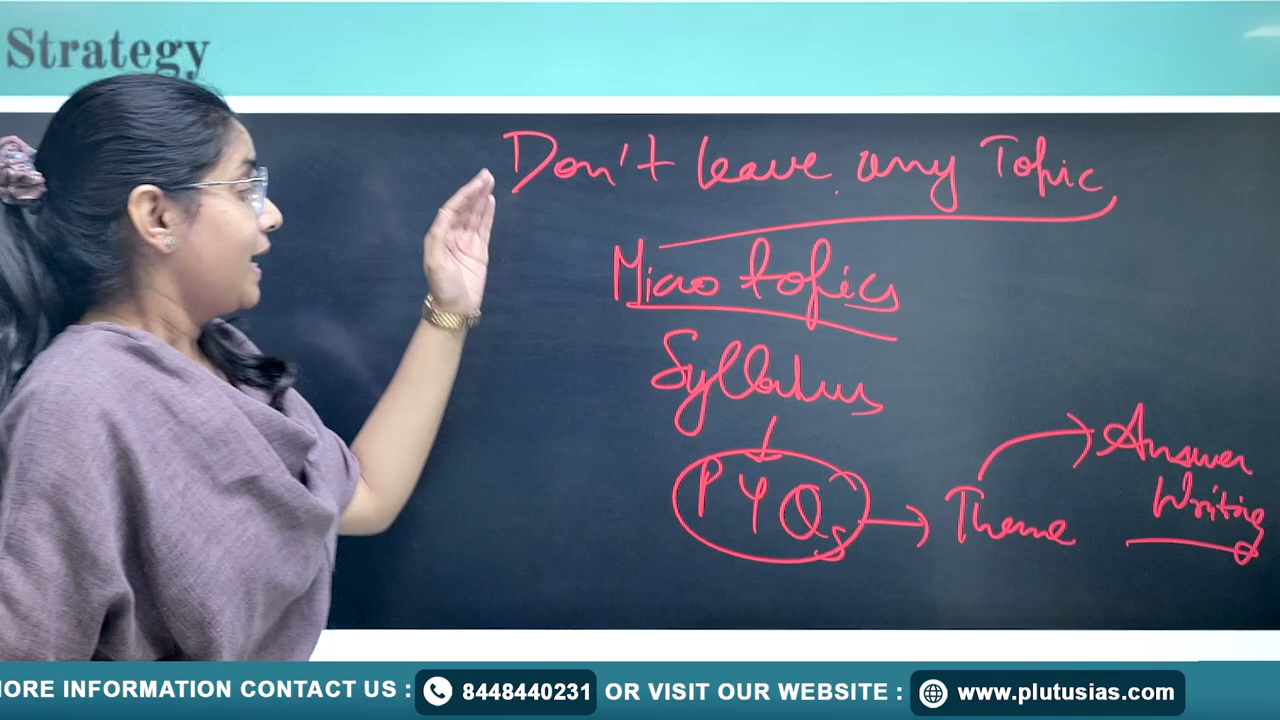 Strategy
Don't leave any Topic
Micro topics
Syllabus
PYQs
Theme
Answer
Writing
MORE INFORMATION CONTACT US : 8448440231 OR VISIT OUR WEBSITE : www.plutusias.com